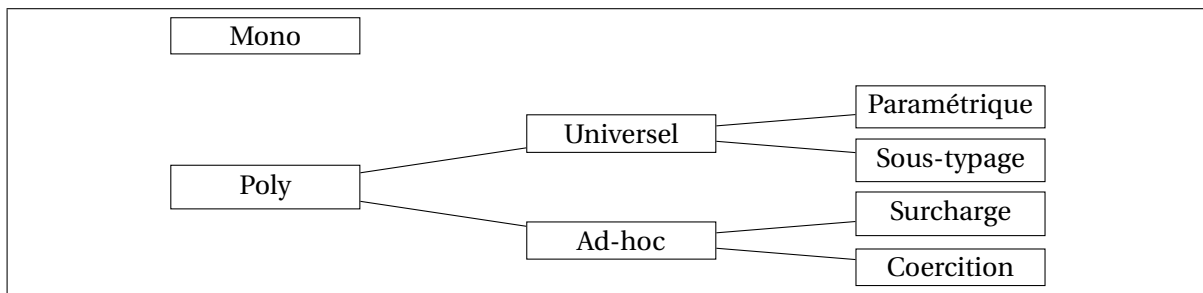 Mono
Paramétrique
Universel
Sous-typage
Poly
Surcharge
Ad-hoc
Coercition